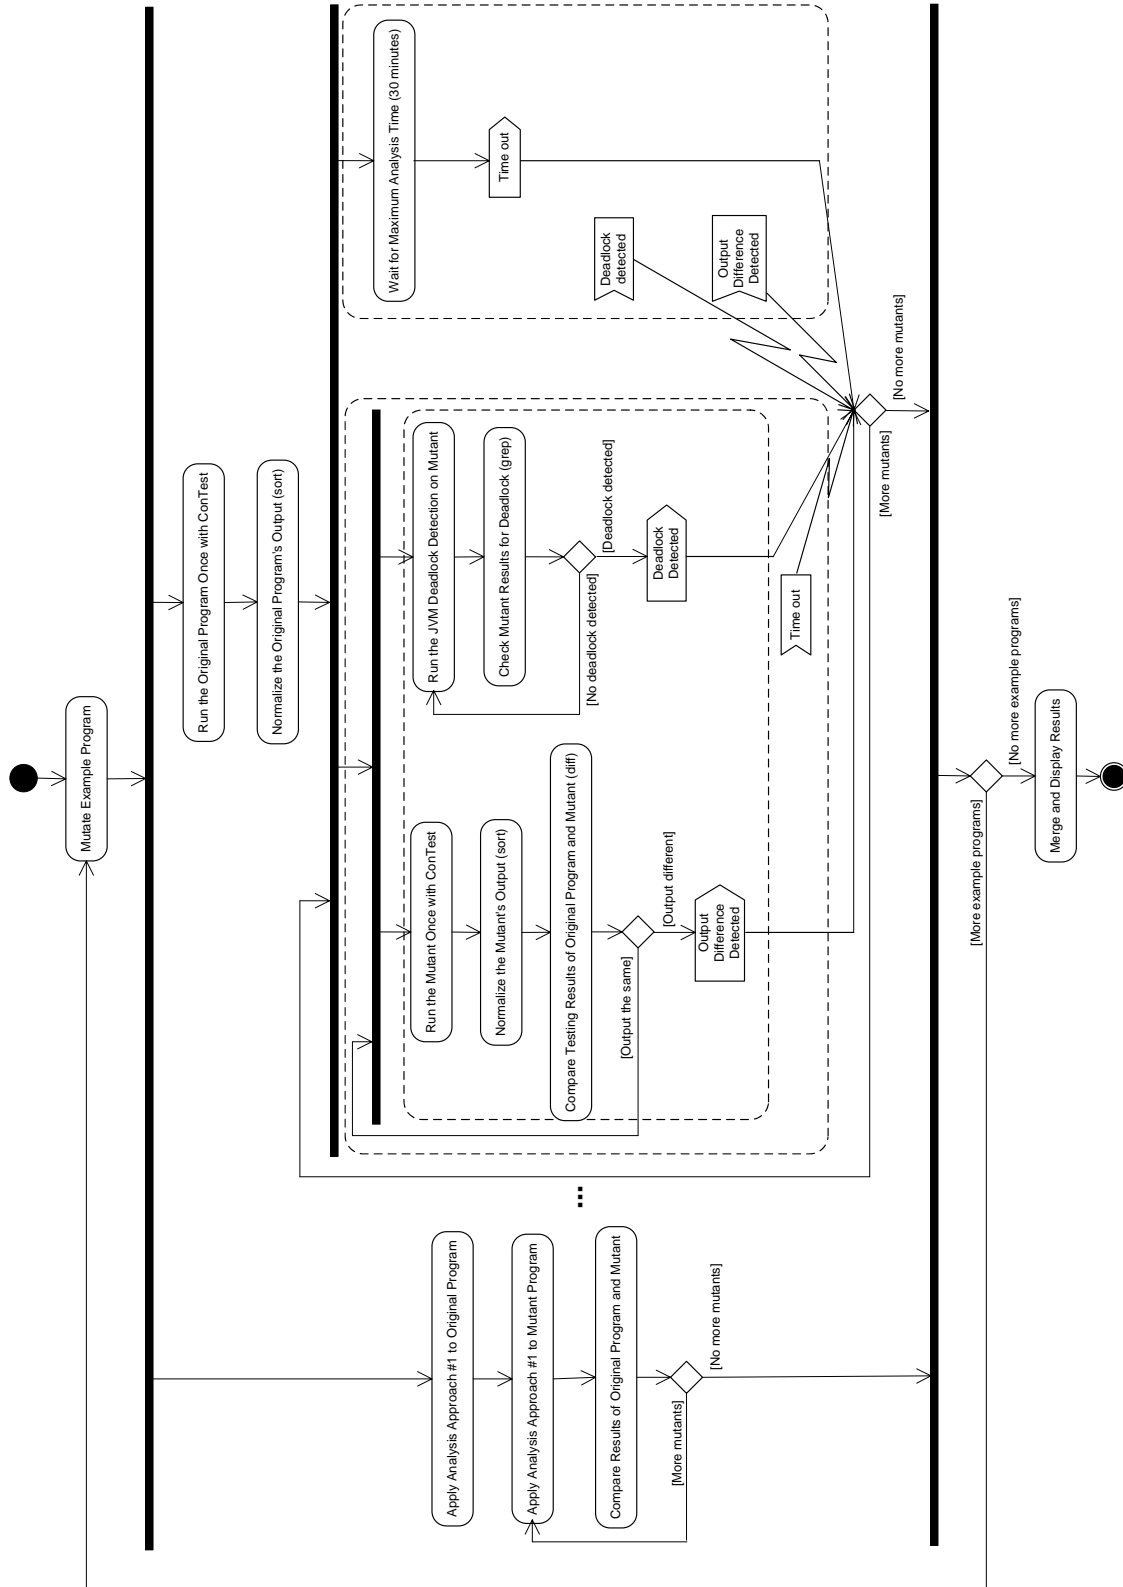 Mutate Example Program
Run the Original Program Once with ConTest
Normalize the Original Program's Output (sort)
Wait for Maximum Analysis Time (30 minutes)
Time out
Deadlock
detected
Output
Difference
Detected
Run the JVM Deadlock Detection on Mutant
Check Mutant Results for Deadlock (grep)
[Deadlock detected]
[No deadlock detected]
Deadlock
Detected
Time out
Run the Mutant Once with ConTest
Normalize the Mutant's Output (sort)
Compare Testing Results of Original Program and Mutant (diff)
[Output different]
[Output the same]
Output
Difference
Detected
[No more mutants]
[More mutants]
...
Apply Analysis Approach #1 to Original Program
Apply Analysis Approach #1 to Mutant Program
Compare Results of Original Program and Mutant
[No more mutants]
[More mutants]
[No more example programs]
[More example programs]
Merge and Display Results